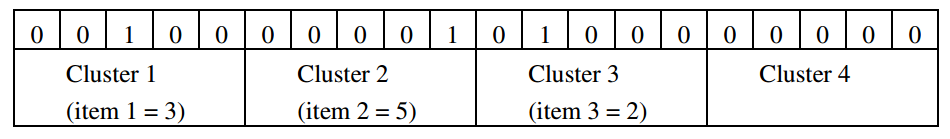 0 0 1 0 0 0 0 0 0 1 0 1 0 0 0 0 0 0 0 0
Cluster 1 Cluster 2 Cluster 3 Cluster 4
(item 1 = 3) (item 2 = 5) (item 3 = 2)